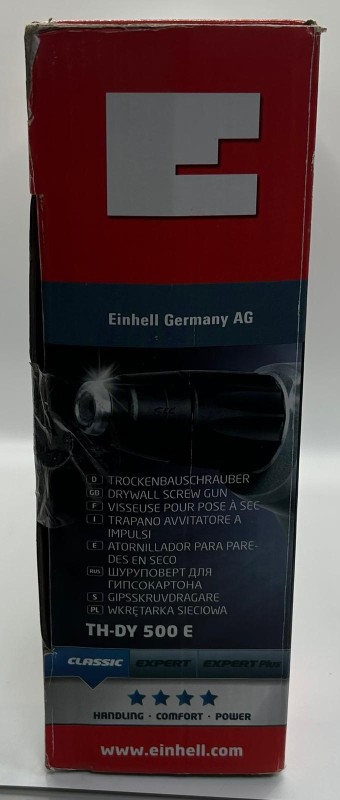 Einhell Germany AG
D TROCKENBAUSCHRAUBER
GB DRYWALL SCREW GUN
F VISSEUSE POUR POSE À SEC
I TRAPANO AVVITATORE A
IMPULSI
E ATORNILLADOR PARA PARE-
DES EN SECO
RUS ШУРУПОВЕРТ ДЛЯ
ГИПСОКАРТОНА
S GIPSSKRUVDRAGARE
PL WKRĘTARKA SIECIOWA
TH-DY 500 E
CLASSIC EXPERT EXPERT Plus
HANDLING · COMFORT · POWER
www.einhell.com